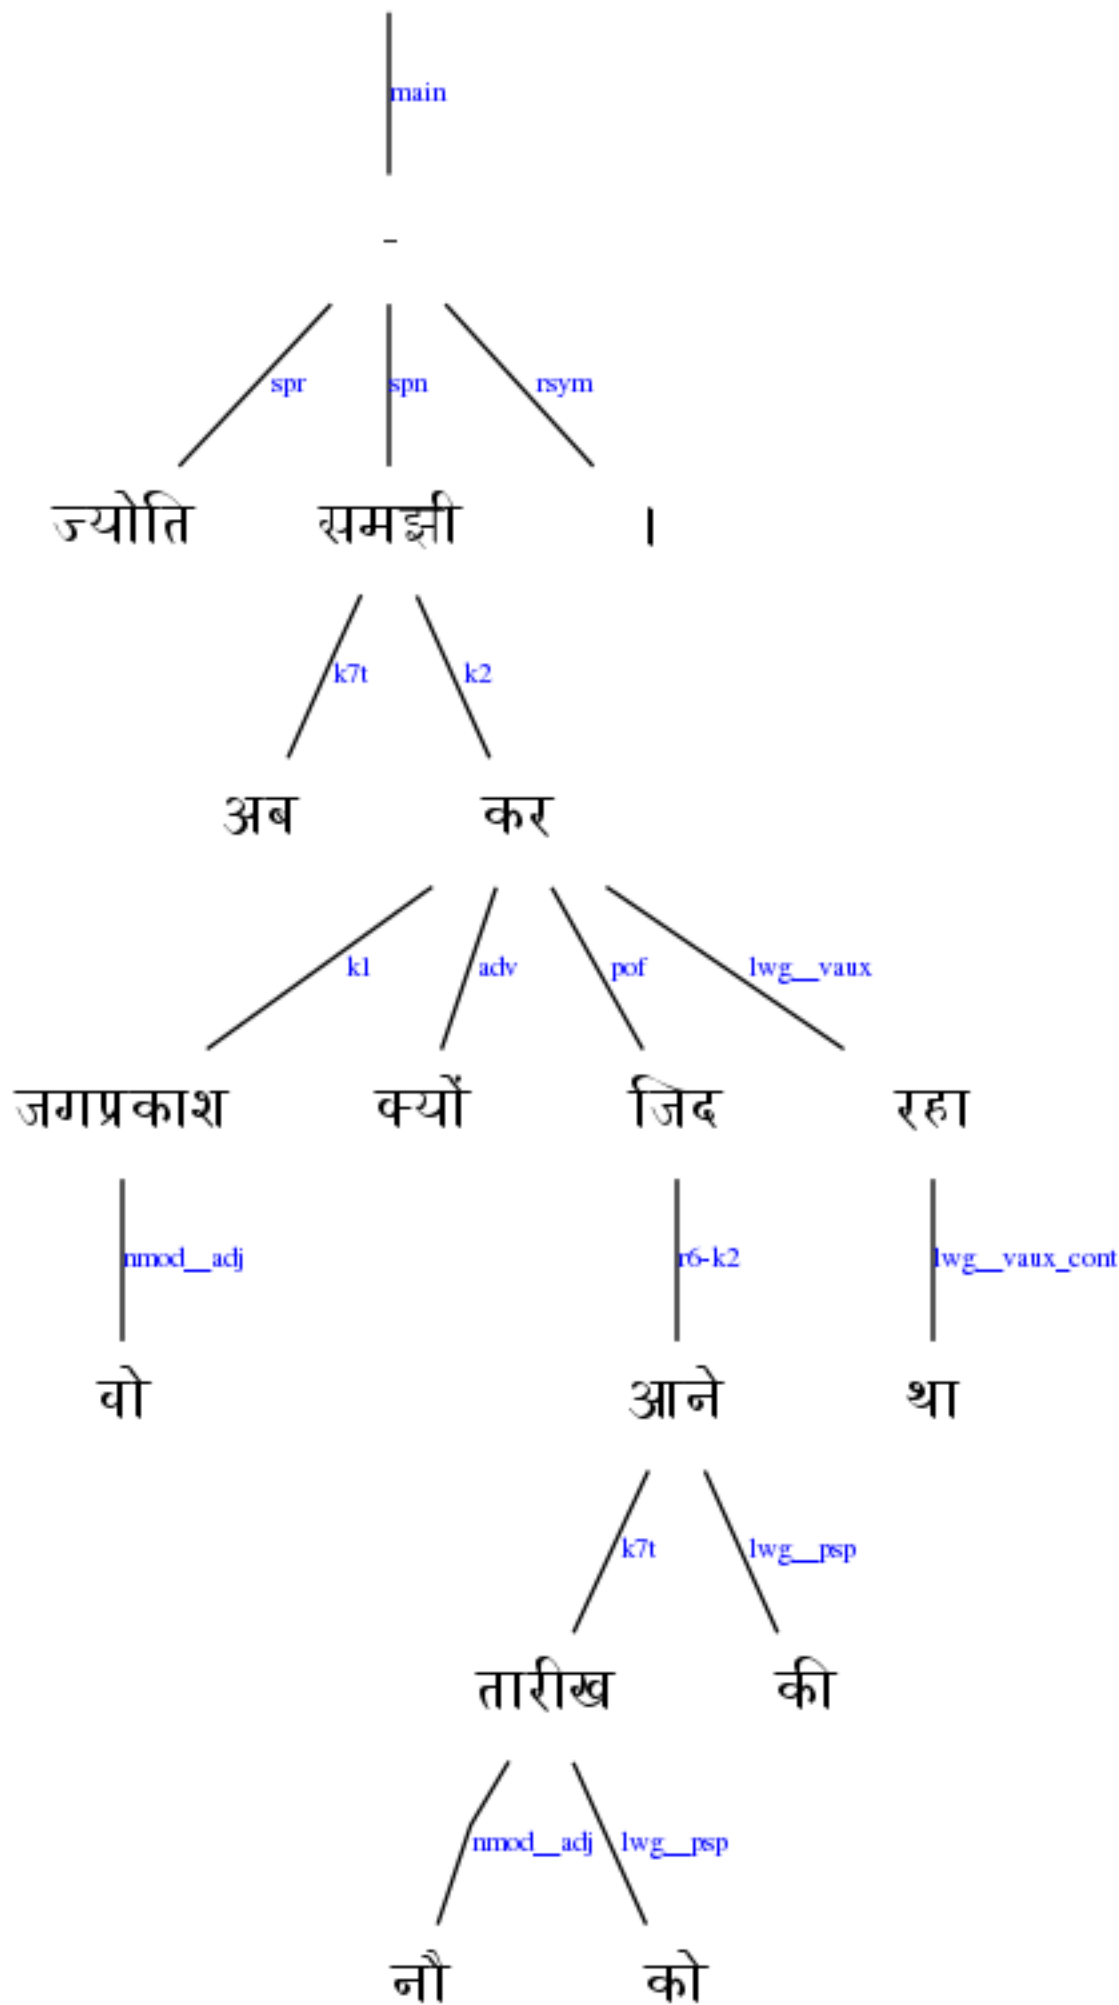 main
-
spr spn rsym
ज्योति समझी ।
k7t k2
अब कर
k1 adv pof lwg__vaux
जगप्रकाश क्यों जिद रहा
nmod__adj r6-k2 lwg__vaux_cont
वो आने था
k7t lwg__psp
तारीख की
nmod__adj lwg__psp
नौ को